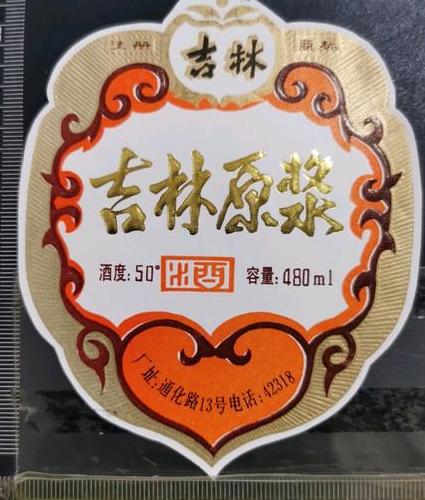 注册 商标
吉林
吉林原浆
酒度:50° 容量:480ml
厂址:通化路13号电话:42318